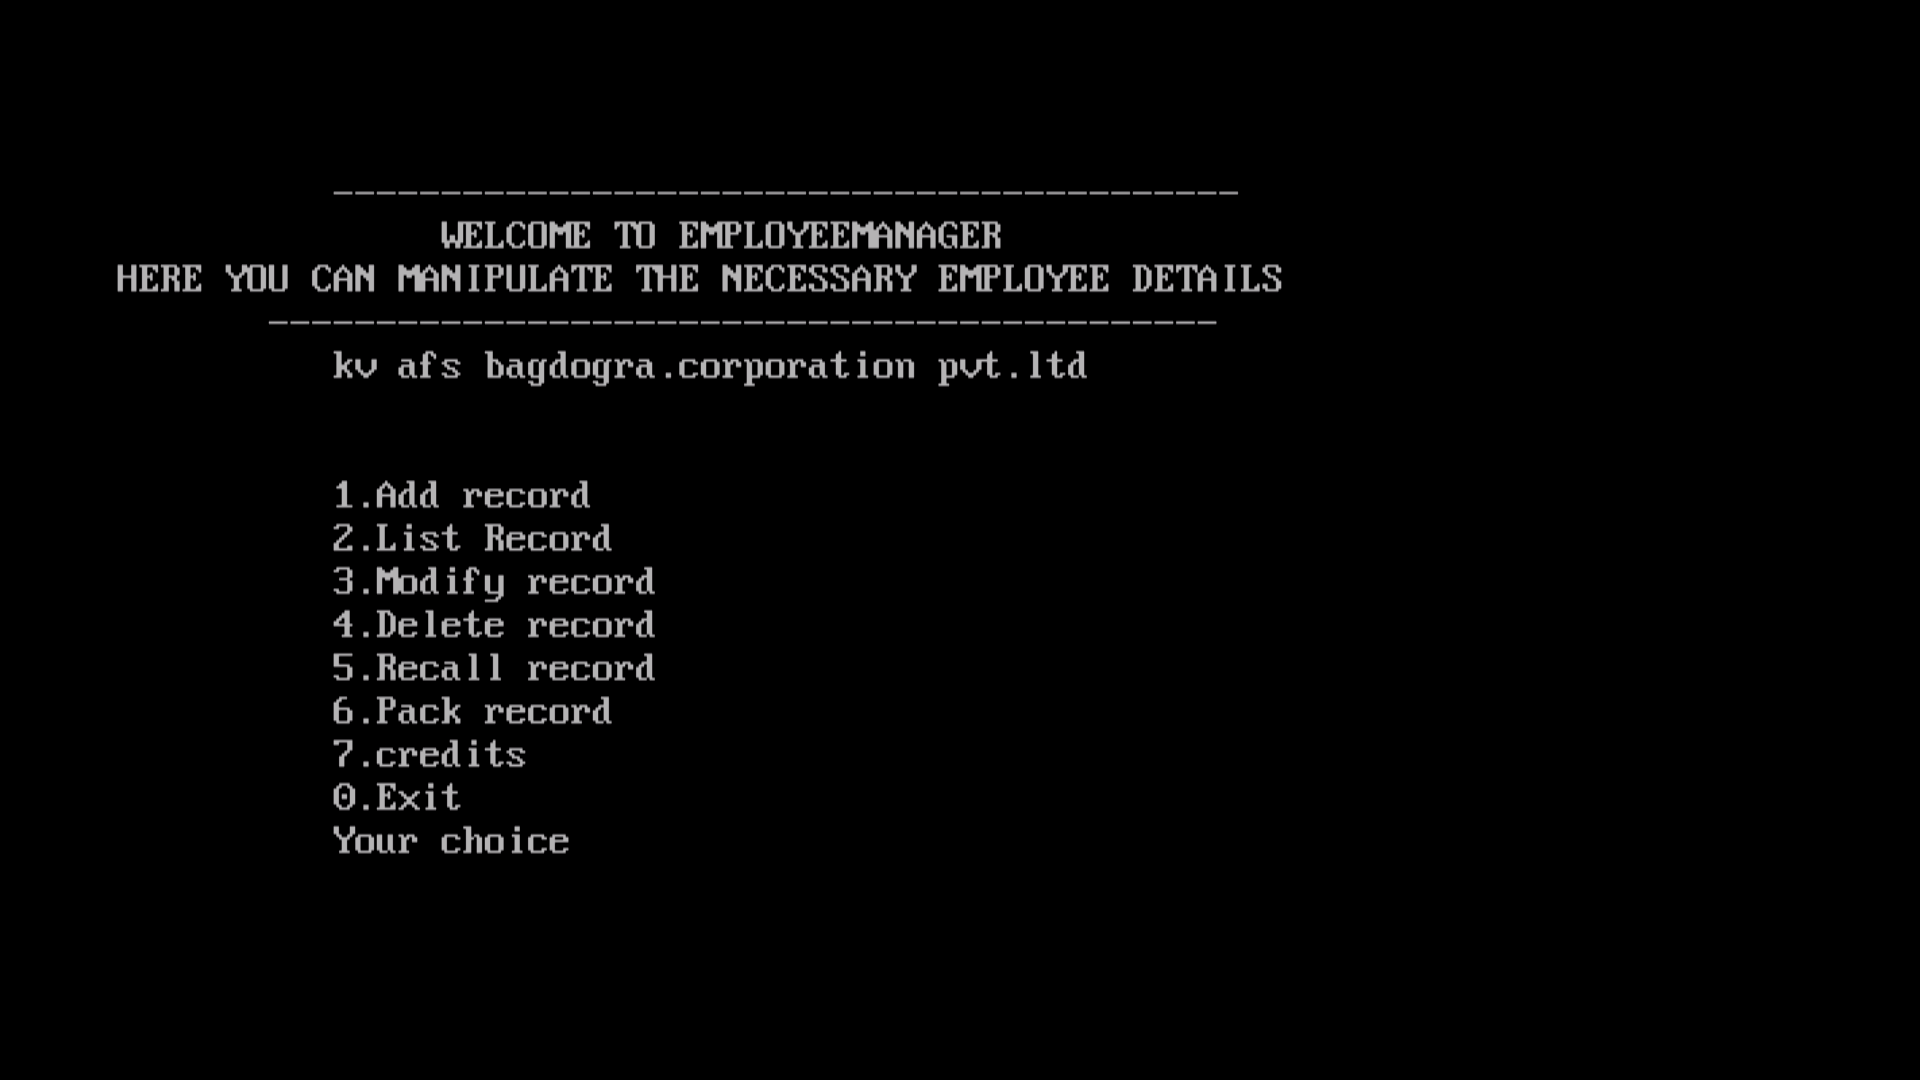 ------------------------------------------
WELCOME TO EMPLOYEEMANAGER
HERE YOU CAN MANIPULATE THE NECESSARY EMPLOYEE DETAILS
--------------------------------------------
kv afs bagdogra.corporation pvt.ltd
1.Add record
2.List Record
3.Modify record
4.Delete record
5.Recall record
6.Pack record
7.credits
0.Exit
Your choice